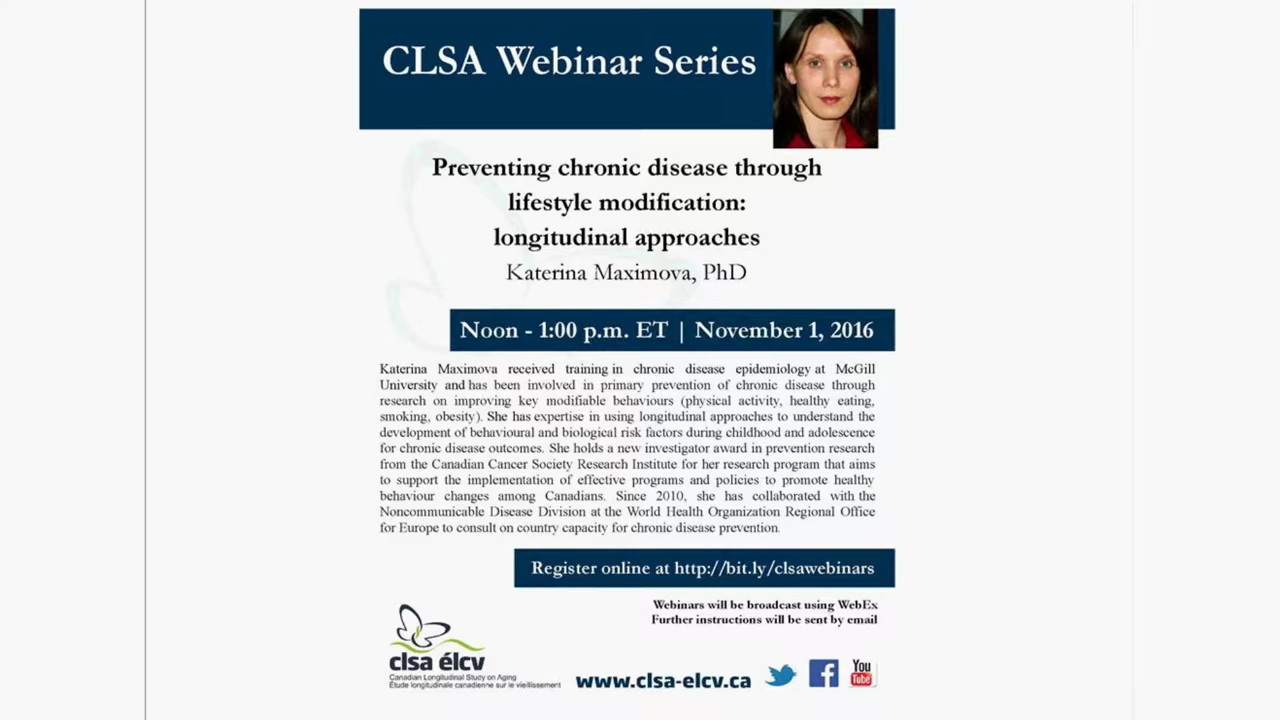 CLSA Webinar Series
Preventing chronic disease through
lifestyle modification:
longitudinal approaches
Katerina Maximova, PhD
Noon - 1:00 p.m. ET | November 1, 2016
Katerina Maximova received training in chronic disease epidemiology at McGill
University and has been involved in primary prevention of chronic disease through
research on improving key modifiable behaviours (physical activity, healthy eating,
smoking, obesity). She has expertise in using longitudinal approaches to understand the
development of behavioural and biological risk factors during childhood and adolescence
for chronic disease outcomes. She holds a new investigator award in prevention research
from the Canadian Cancer Society Research Institute for her research program that aims
to support the implementation of effective programs and policies to promote healthy
behaviour changes among Canadians. Since 2010, she has collaborated with the
Noncommunicable Disease Division at the World Health Organization Regional Office
for Europe to consult on country capacity for chronic disease prevention.
Register online at http://bit.ly/clsawebinars
Webinars will be broadcast using WebEx
Further instructions will be sent by email
clsa élcv
Canadian Longitudinal Study on Aging
Étude longitudinale canadienne sur le vieillissement
www.clsa-elcv.ca
You
Tube